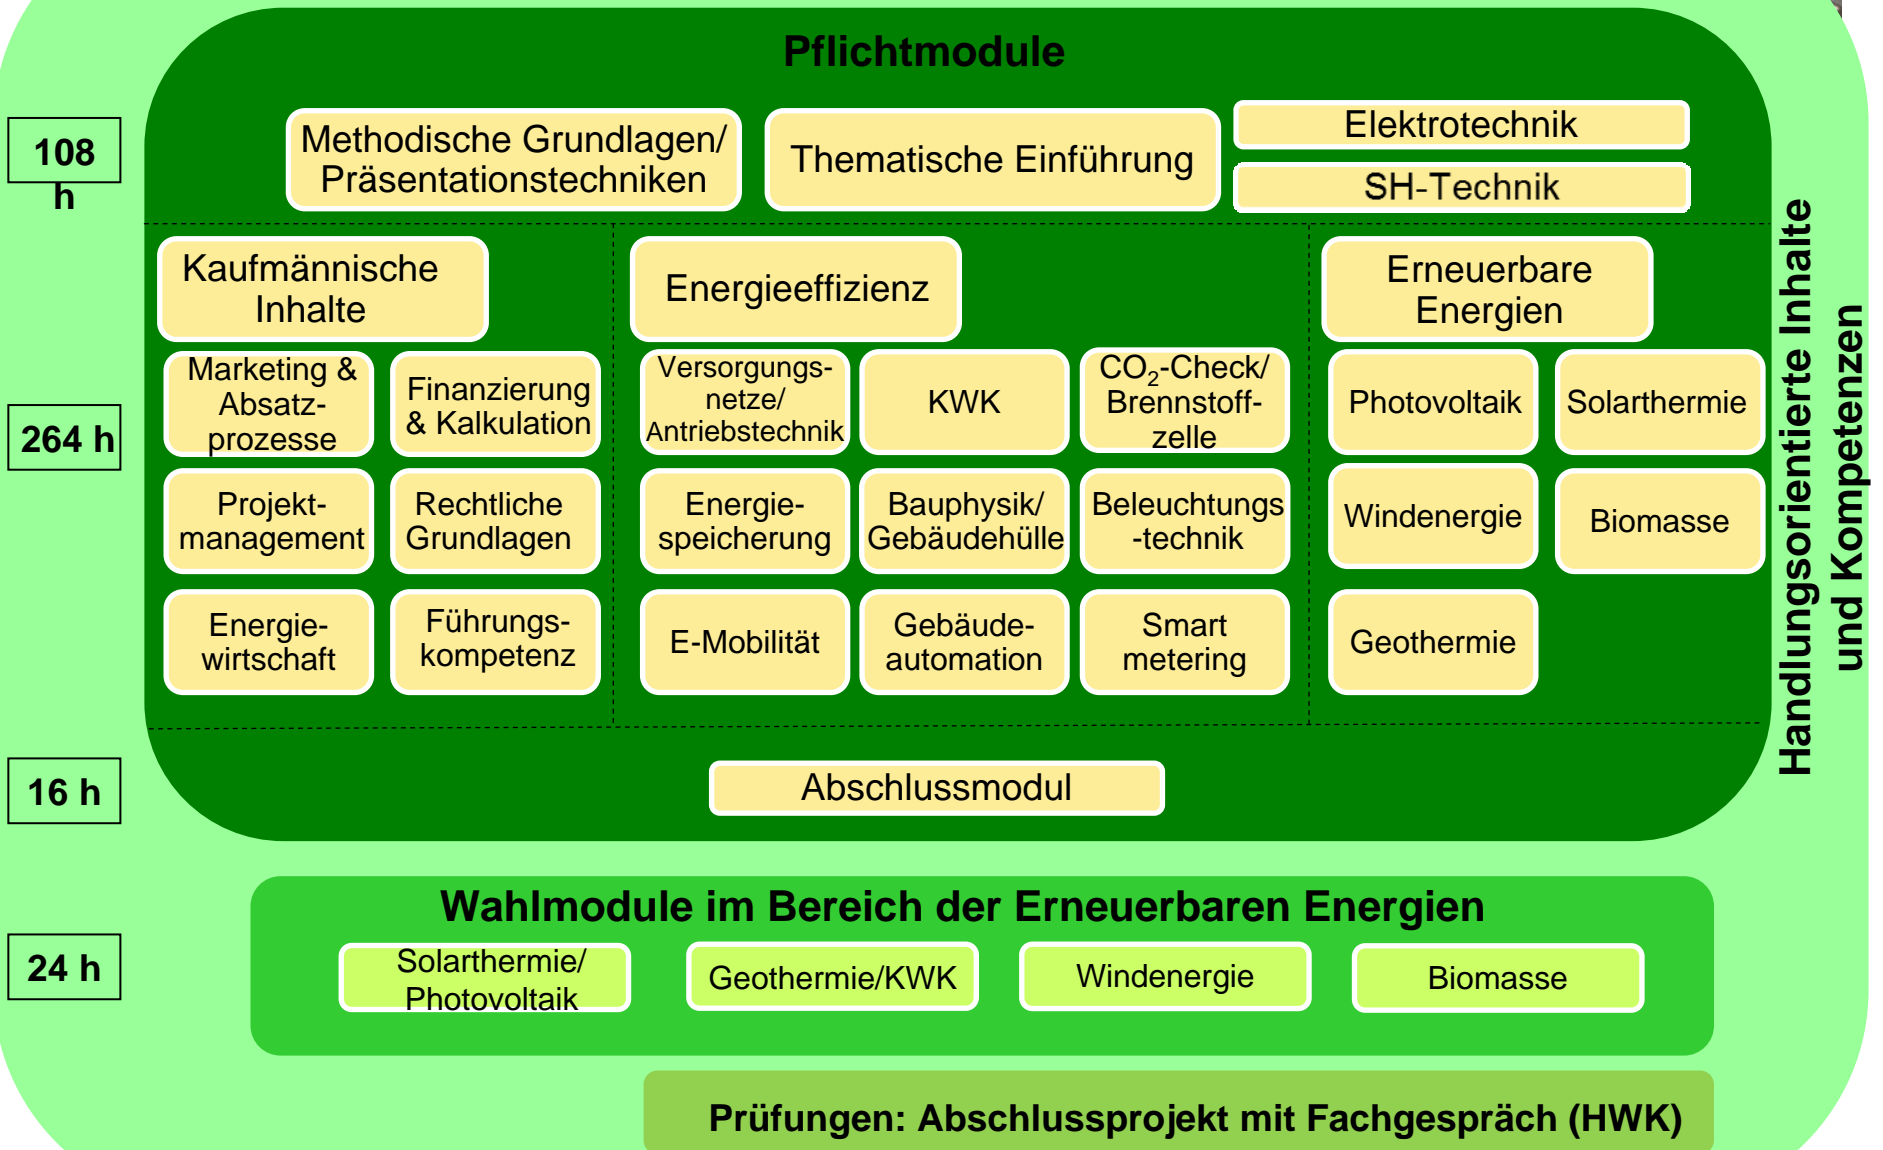 Pflichtmodule
108
h
Methodische Grundlagen/
Präsentationstechniken
Thematische Einführung
Elektrotechnik
SH-Technik
264 h
Kaufmännische
Inhalte
Marketing &
Absatz-
prozesse
Finanzierung
& Kalkulation
Projekt-
management
Rechtliche
Grundlagen
Energie-
wirtschaft
Führungs-
kompetenz
Energieeffizienz
Versorgungs-
netze/
Antriebstechnik
KWK
CO₂-Check/
Brennstoff-
zelle
Energie-
speicherung
Bauphysik/
Gebäudehülle
Beleuchtungs
-technik
E-Mobilität
Gebäude-
automation
Smart
metering
Erneuerbare
Energien
Photovoltaik
Solarthermie
Windenergie
Biomasse
Geothermie
16 h
Abschlussmodul
Handlungsorientierte Inhalte
und Kompetenzen
24 h
Wahlmodule im Bereich der Erneuerbaren Energien
Solarthermie/
Photovoltaik
Geothermie/KWK
Windenergie
Biomasse
Prüfungen: Abschlussprojekt mit Fachgespräch (HWK)